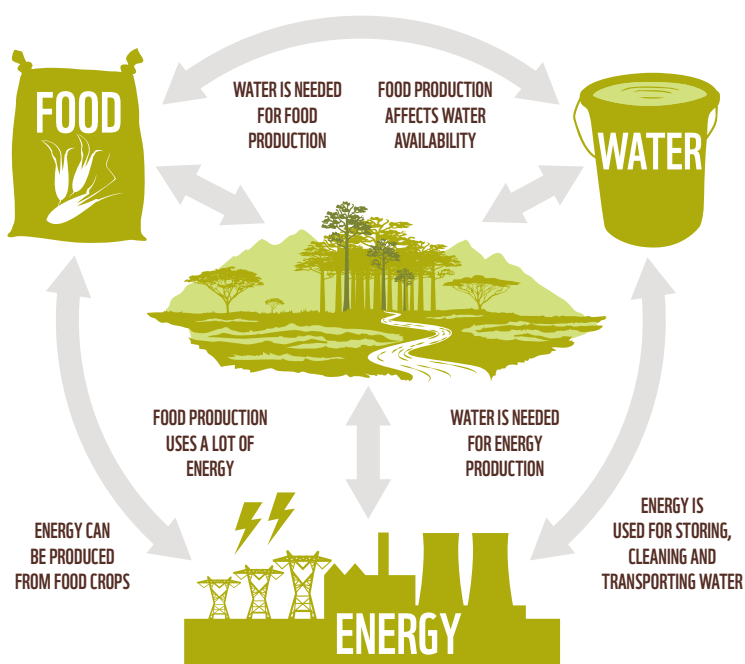 FOOD
WATER IS NEEDED
FOR FOOD
PRODUCTION
FOOD PRODUCTION
AFFECTS WATER
AVAILABILITY
WATER
FOOD PRODUCTION
USES A LOT OF
ENERGY
WATER IS NEEDED
FOR ENERGY
PRODUCTION
ENERGY CAN
BE PRODUCED
FROM FOOD CROPS
ENERGY IS
USED FOR STORING,
CLEANING AND
TRANSPORTING WATER
ENERGY